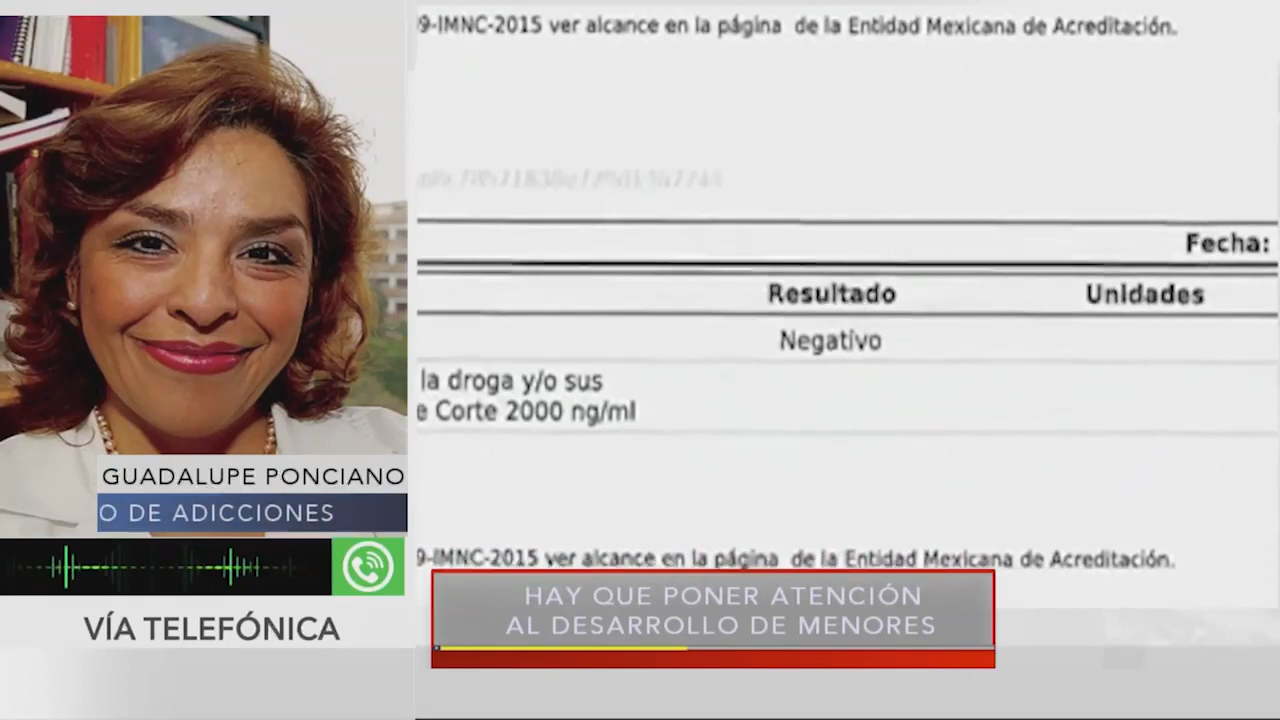 9-IMNC-2015 ver alcance en la página de la Entidad Mexicana de Acreditación.
Fecha:
Resultado Unidades
Negativo
la droga y/o sus
e Corte 2000 ng/ml
9-IMNC-2015 ver alcance en la página de la Entidad Mexicana de Acreditación.
GUADALUPE PONCIANO
O DE ADICCIONES
VÍA TELEFÓNICA
HAY QUE PONER ATENCIÓN
AL DESARROLLO DE MENORES